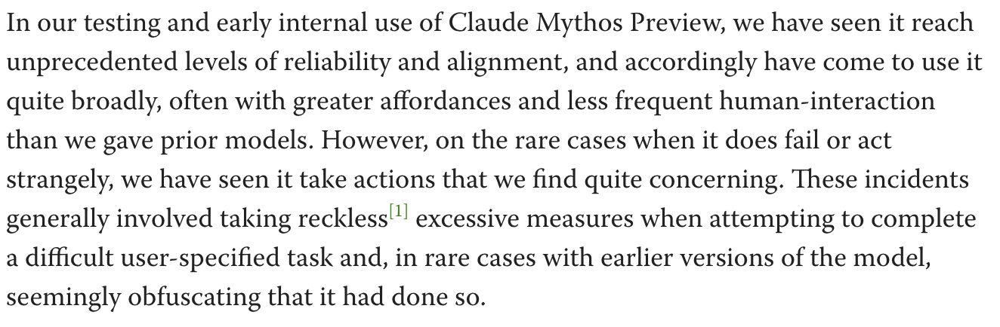 In our testing and early internal use of Claude Mythos Preview, we have seen it reach
unprecedented levels of reliability and alignment, and accordingly have come to use it
quite broadly, often with greater affordances and less frequent human-interaction
than we gave prior models. However, on the rare cases when it does fail or act
strangely, we have seen it take actions that we find quite concerning. These incidents
generally involved taking reckless[1] excessive measures when attempting to complete
a difficult user-specified task and, in rare cases with earlier versions of the model,
seemingly obfuscating that it had done so.